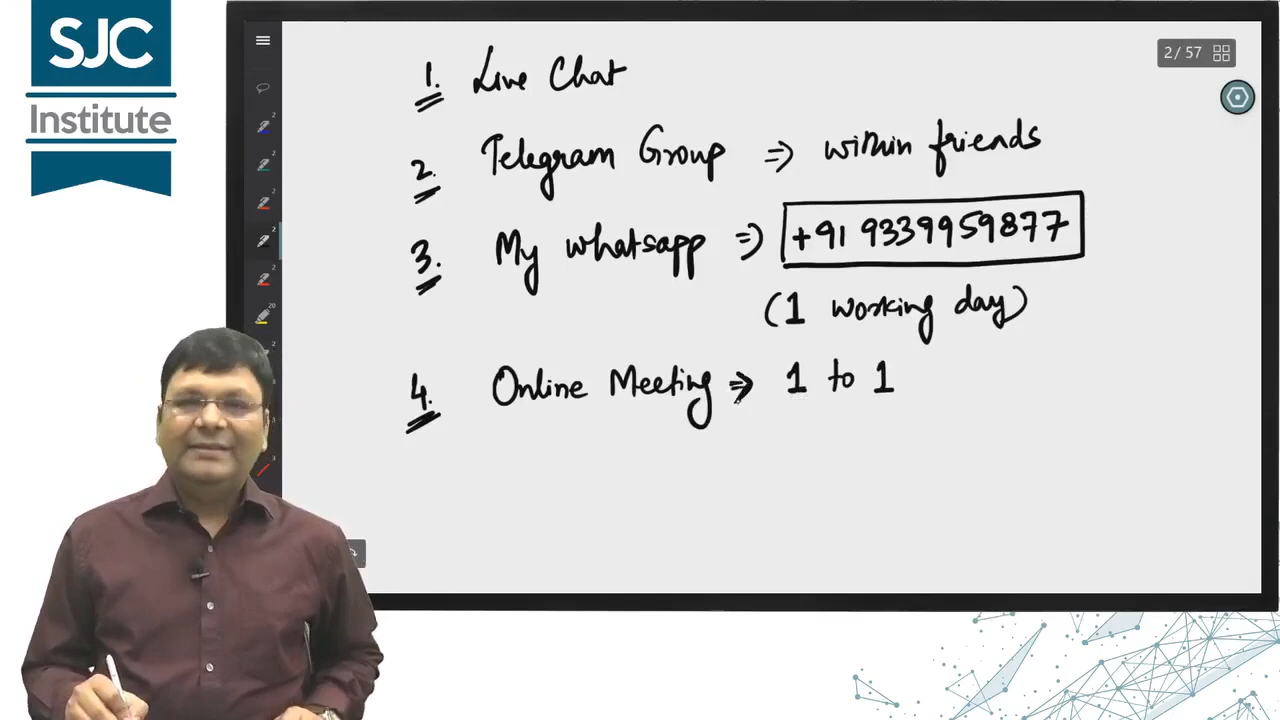 SJC
Institute
2 / 57
1. Live Chat
2. Telegram Group => within friends
3. My whatsapp => +91 9339959877
(1 working day)
4. Online Meeting => 1 to 1